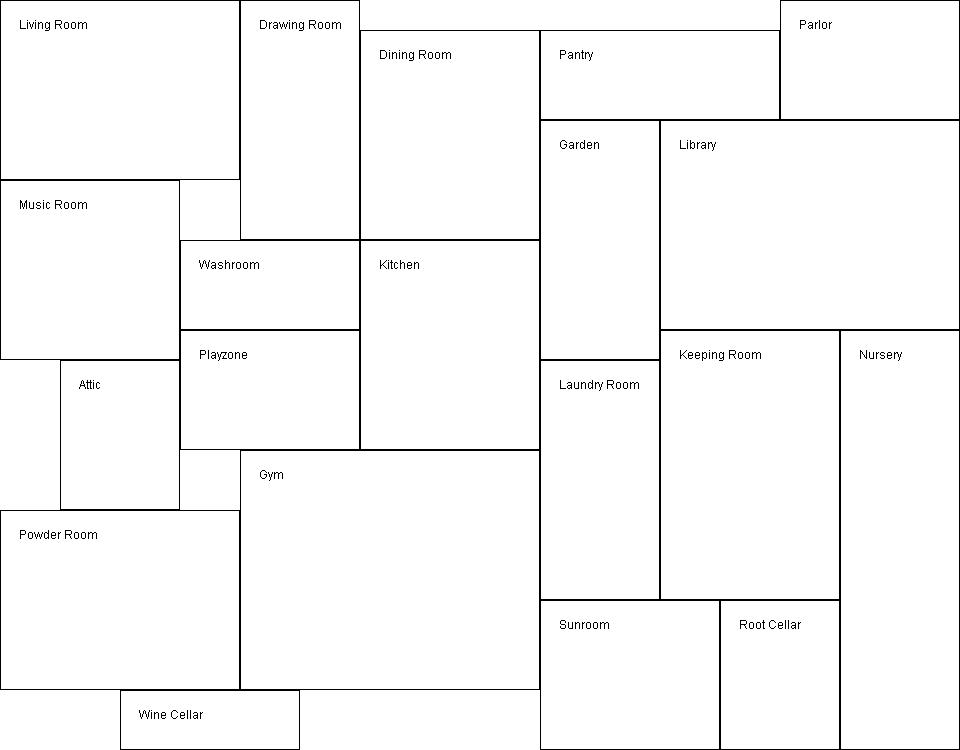 Living Room
Drawing Room
Parlor
Dining Room
Pantry
Garden
Library
Music Room
Washroom
Kitchen
Playzone
Keeping Room
Nursery
Attic
Laundry Room
Gym
Powder Room
Sunroom
Root Cellar
Wine Cellar